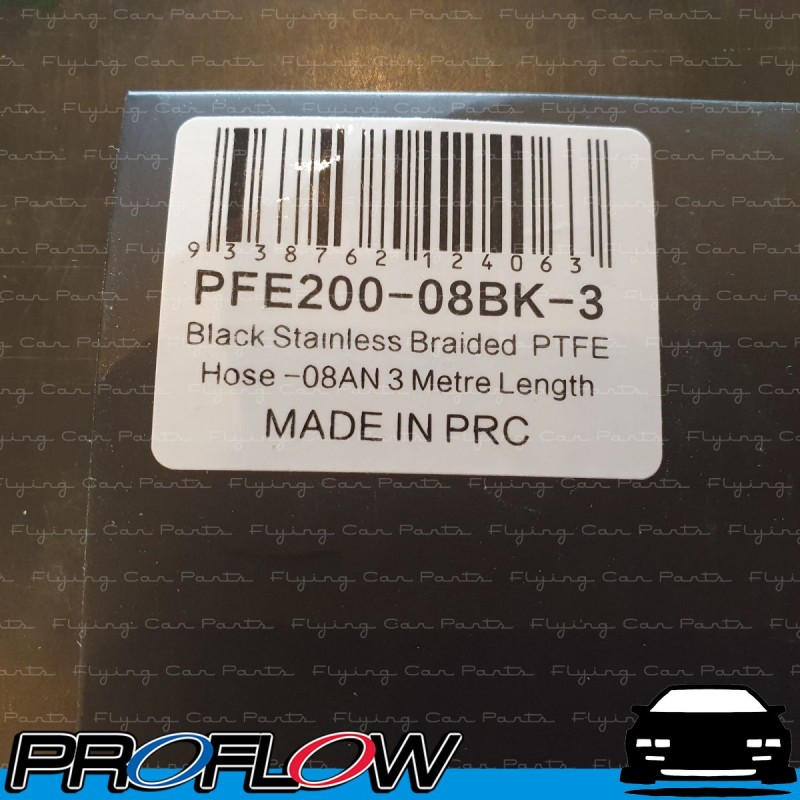 Flying Car Parts
9 338762 124063
PFE200-08BK-3
Black Stainless Braided PTFE
Hose -08AN 3 Metre Length
MADE IN PRC
PROFLOW